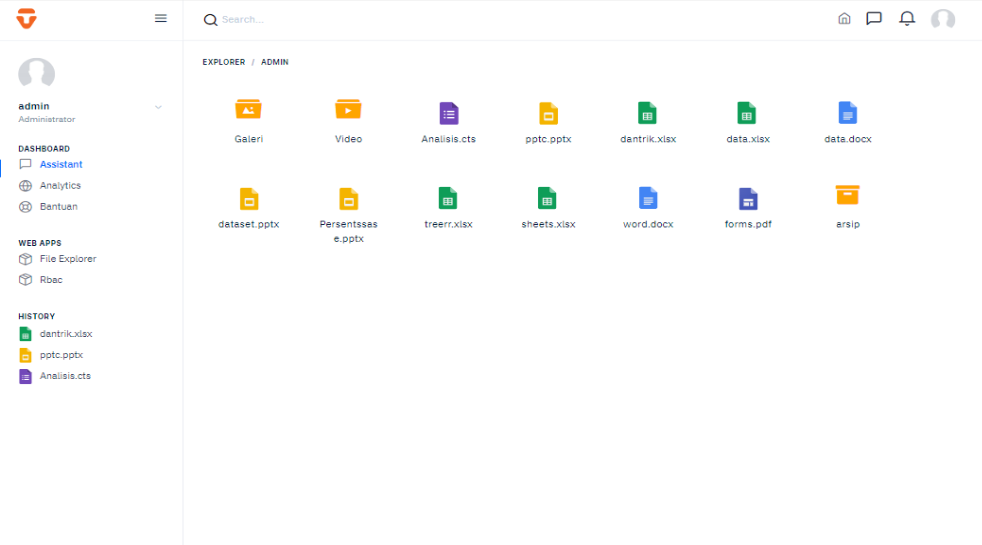 Search...
EXPLORER / ADMIN
admin
Administrator
DASHBOARD
Assistant
Analytics
Bantuan
WEB APPS
File Explorer
Rbac
HISTORY
dantrik.xlsx
pptc.pptx
Analisis.cts
Galeri
Video
Analisis.cts
pptc.pptx
dantrik.xlsx
data.xlsx
data.docx
dataset.pptx
Persentssas
e.pptx
treerr.xlsx
sheets.xlsx
word.docx
forms.pdf
arsip